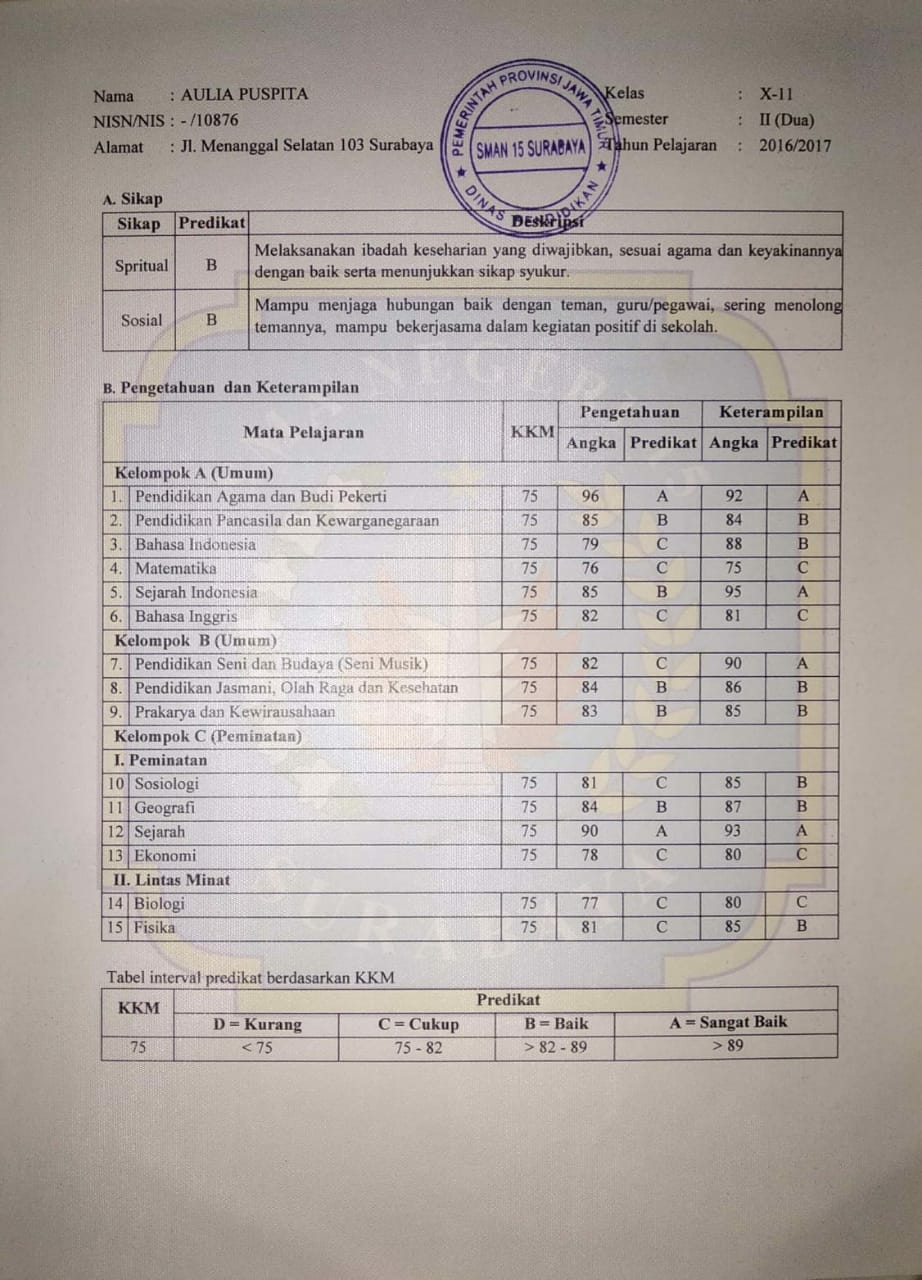 PEMERINTAH PROVINSI JAWA TIMUR
SMAN 15 SURABAYA
DINAS PENDIDIKAN
Nama : AULIA PUSPITA Kelas : X-11
NISN/NIS : - /10876 Semester : II (Dua)
Alamat : Jl. Menanggal Selatan 103 Surabaya Tahun Pelajaran : 2016/2017
A. Sikap
Sikap Predikat Deskripsi
Spritual B Melaksanakan ibadah keseharian yang diwajibkan, sesuai agama dan keyakinannya
dengan baik serta menunjukkan sikap syukur.
Sosial B Mampu menjaga hubungan baik dengan teman, guru/pegawai, sering menolong
temannya, mampu bekerjasama dalam kegiatan positif di sekolah.
B. Pengetahuan dan Keterampilan
Mata Pelajaran KKM Pengetahuan Keterampilan
Angka Predikat Angka Predikat
Kelompok A (Umum)
1. Pendidikan Agama dan Budi Pekerti 75 96 A 92 A
2. Pendidikan Pancasila dan Kewarganegaraan 75 85 B 84 B
3. Bahasa Indonesia 75 79 C 88 B
4. Matematika 75 76 C 75 C
5. Sejarah Indonesia 75 85 B 95 A
6. Bahasa Inggris 75 82 C 81 C
Kelompok B (Umum)
7. Pendidikan Seni dan Budaya (Seni Musik) 75 82 C 90 A
8. Pendidikan Jasmani, Olah Raga dan Kesehatan 75 84 B 86 B
9. Prakarya dan Kewirausahaan 75 83 B 85 B
Kelompok C (Peminatan)
I. Peminatan
10 Sosiologi 75 81 C 85 B
11 Geografi 75 84 B 87 B
12 Sejarah 75 90 A 93 A
13 Ekonomi 75 78 C 80 C
II. Lintas Minat
14 Biologi 75 77 C 80 C
15 Fisika 75 81 C 85 B
Tabel interval predikat berdasarkan KKM
KKM Predikat
D = Kurang C = Cukup B = Baik A = Sangat Baik
75 < 75 75 - 82 > 82 - 89 > 89